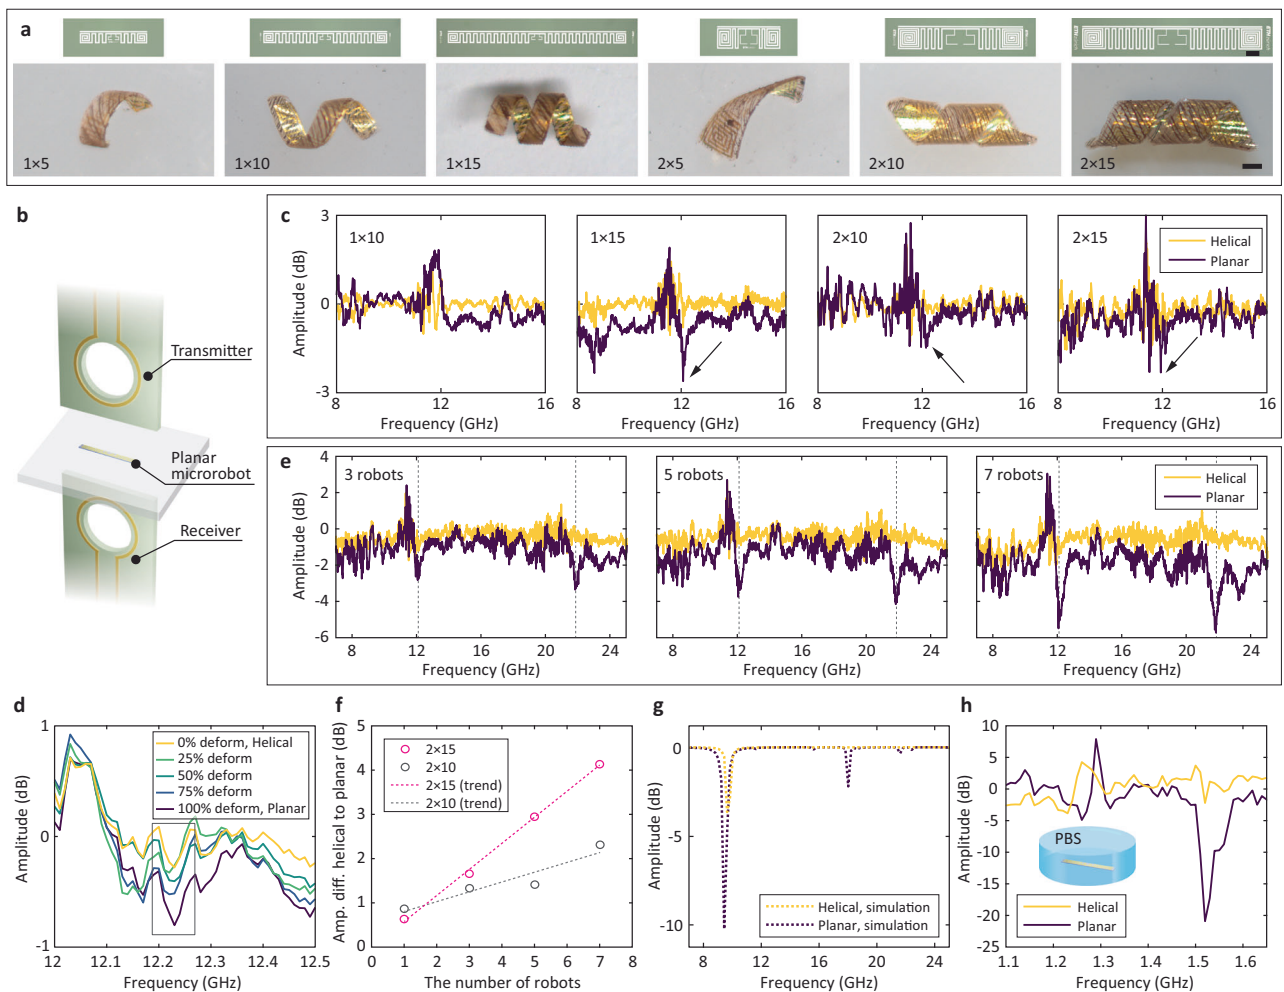 a
1×5
1×10
1×15
2×5
2×10
2×15
b
Transmitter
Planar
microrobot
Receiver
c
Amplitude (dB)
3
0
-3
1×10
8
12
16
Frequency (GHz)
1×15
8
12
16
Frequency (GHz)
2×10
8
12
16
Frequency (GHz)
2×15
Helical
Planar
8
12
16
Frequency (GHz)
e
Amplitude (dB)
4
2
0
-2
-4
-6
3 robots
8
12
16
20
24
Frequency (GHz)
5 robots
8
12
16
20
24
Frequency (GHz)
7 robots
Helical
Planar
8
12
16
20
24
Frequency (GHz)
d
Amplitude (dB)
1
0
-1
0% deform, Helical
25% deform
50% deform
75% deform
100% deform, Planar
12
12.1
12.2
12.3
12.4
12.5
Frequency (GHz)
f
Amp. diff. helical to planar (dB)
5
4
3
2
1
0
2×15
2×10
2×15 (trend)
2×10 (trend)
0
1
2
3
4
5
6
7
8
The number of robots
g
Amplitude (dB)
0
-5
-10
Helical, simulation
Planar, simulation
8
12
16
20
24
Frequency (GHz)
h
Amplitude (dB)
10
5
0
-5
-10
-15
-20
-25
PBS
Helical
Planar
1.1
1.2
1.3
1.4
1.5
1.6
Frequency (GHz)